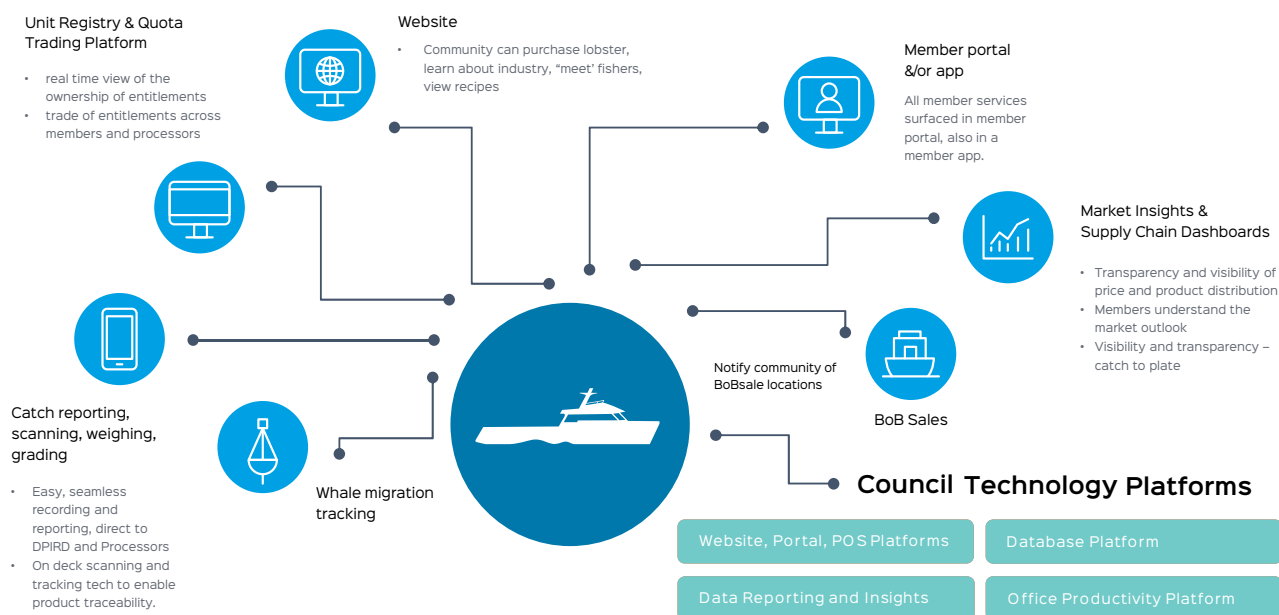 Unit Registry & Quota
Trading Platform
• real time view of the
ownership of entitlements
• trade of entitlements across
members and processors
Website
• Community can purchase lobster,
learn about industry, “meet’ fishers,
view recipes
Member portal
&/or app
All member services
surfaced in member
portal, also in a
member app.
Market Insights &
Supply Chain Dashboards
• Transparency and visibility of
price and product distribution
• Members understand the
market outlook
• Visibility and transparency –
catch to plate
Notify community of
BoBsale locations
BoB Sales
Catch reporting,
scanning, weighing,
grading
• Easy, seamless
recording and
reporting, direct to
DPIRD and Processors
• On deck scanning and
tracking tech to enable
product traceability.
Whale migration
tracking
Council Technology Platforms
Website, Portal, POS Platforms
Database Platform
Data Reporting and Insights
Office Productivity Platform